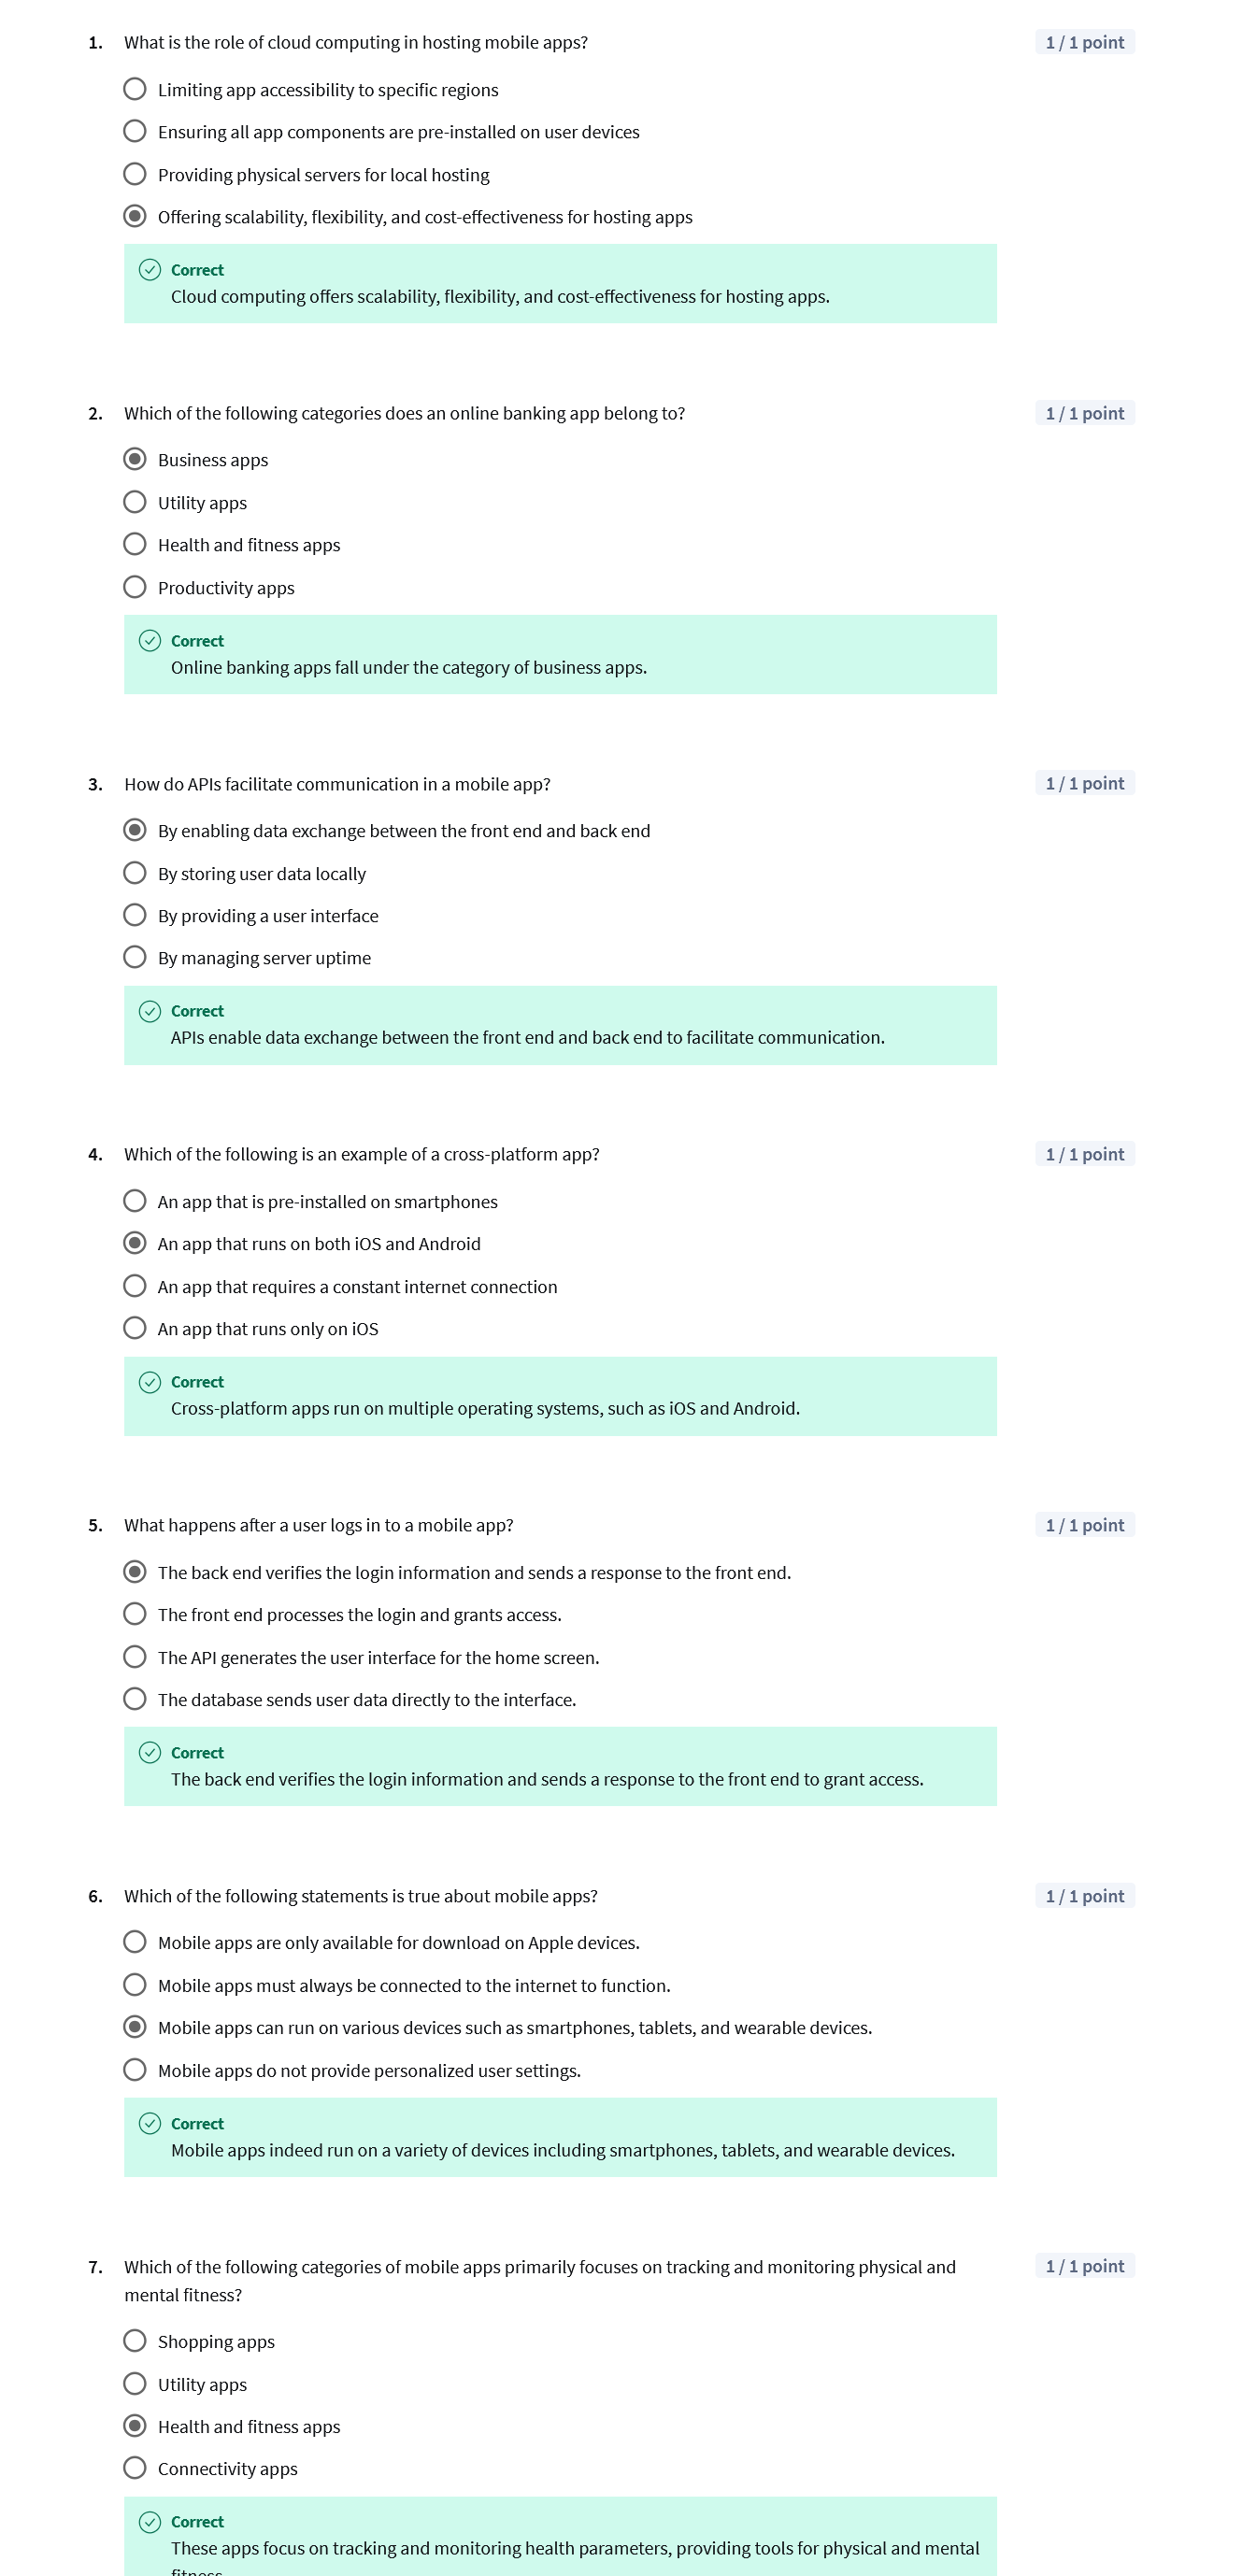 1. What is the role of cloud computing in hosting mobile apps? 1 / 1 point
Limiting app accessibility to specific regions
Ensuring all app components are pre-installed on user devices
Providing physical servers for local hosting
Offering scalability, flexibility, and cost-effectiveness for hosting apps
Correct
Cloud computing offers scalability, flexibility, and cost-effectiveness for hosting apps.
2. Which of the following categories does an online banking app belong to? 1 / 1 point
Business apps
Utility apps
Health and fitness apps
Productivity apps
Correct
Online banking apps fall under the category of business apps.
3. How do APIs facilitate communication in a mobile app? 1 / 1 point
By enabling data exchange between the front end and back end
By storing user data locally
By providing a user interface
By managing server uptime
Correct
APIs enable data exchange between the front end and back end to facilitate communication.
4. Which of the following is an example of a cross-platform app? 1 / 1 point
An app that is pre-installed on smartphones
An app that runs on both iOS and Android
An app that requires a constant internet connection
An app that runs only on iOS
Correct
Cross-platform apps run on multiple operating systems, such as iOS and Android.
5. What happens after a user logs in to a mobile app? 1 / 1 point
The back end verifies the login information and sends a response to the front end.
The front end processes the login and grants access.
The API generates the user interface for the home screen.
The database sends user data directly to the interface.
Correct
The back end verifies the login information and sends a response to the front end to grant access.
6. Which of the following statements is true about mobile apps? 1 / 1 point
Mobile apps are only available for download on Apple devices.
Mobile apps must always be connected to the internet to function.
Mobile apps can run on various devices such as smartphones, tablets, and wearable devices.
Mobile apps do not provide personalized user settings.
Correct
Mobile apps indeed run on a variety of devices including smartphones, tablets, and wearable devices.
7. Which of the following categories of mobile apps primarily focuses on tracking and monitoring physical and 1 / 1 point
mental fitness?
Shopping apps
Utility apps
Health and fitness apps
Connectivity apps
Correct
These apps focus on tracking and monitoring health parameters, providing tools for physical and mental
fitness.